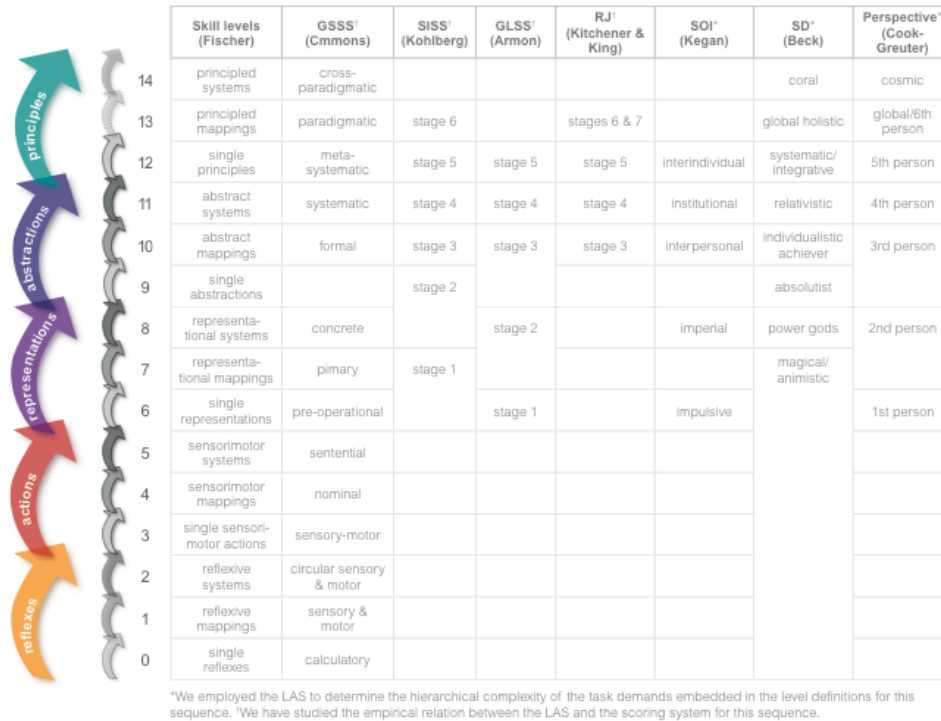 Skill levels (Fischer) GSSS† (Cmmons) SISS† (Kohlberg) GLSS† (Armon) RJ† (Kitchener & King) SOI* (Kegan) SD* (Beck) Perspective* (Cook-Greuter)
14 principled systems cross-paradigmatic coral cosmic
13 principled mappings paradigmatic stage 6 stages 6 & 7 global holistic global/6th person
12 single principles meta-systematic stage 5 stage 5 stage 5 interindividual systematic/integrative 5th person
11 abstract systems systematic stage 4 stage 4 stage 4 institutional relativistic 4th person
10 abstract mappings formal stage 3 stage 3 stage 3 interpersonal individualistic achiever 3rd person
9 single abstractions stage 2 absolutist
8 representa-tional systems concrete stage 2 imperial power gods 2nd person
7 representa-tional mappings pimary stage 1 magical/animistic
6 single representations pre-operational stage 1 impulsive 1st person
5 sensorimotor systems sentential
4 sensorimotor mappings nominal
3 single sensori-motor actions sensory-motor
2 reflexive systems circular sensory & motor
1 reflexive mappings sensory & motor
0 single reflexes calculatory
principles
abstractions
representations
actions
reflexes
*We employed the LAS to determine the hierarchical complexity of the task demands embedded in the level definitions for this
sequence. †We have studied the empirical relation between the LAS and the scoring system for this sequence.